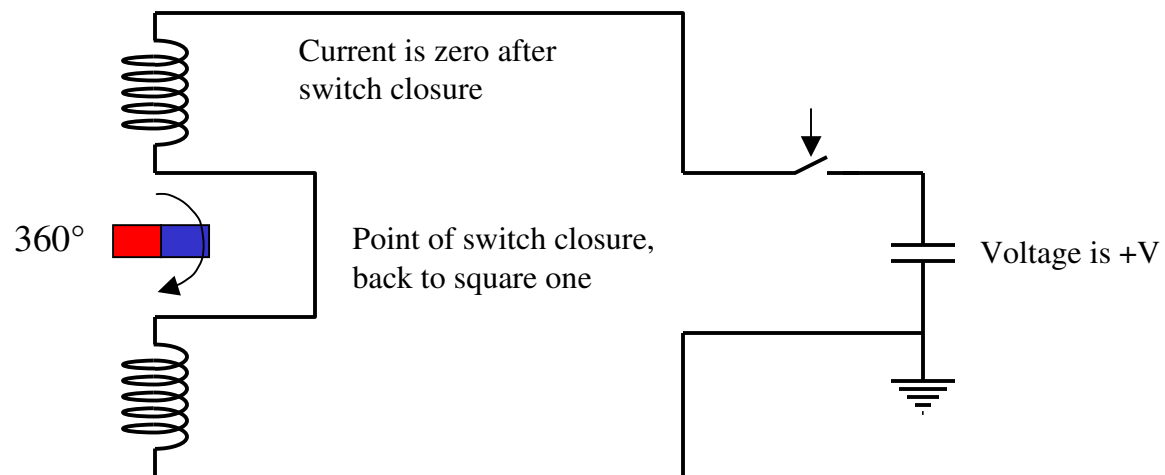 Current is zero after
switch closure
360°
Point of switch closure,
back to square one
Voltage is +V